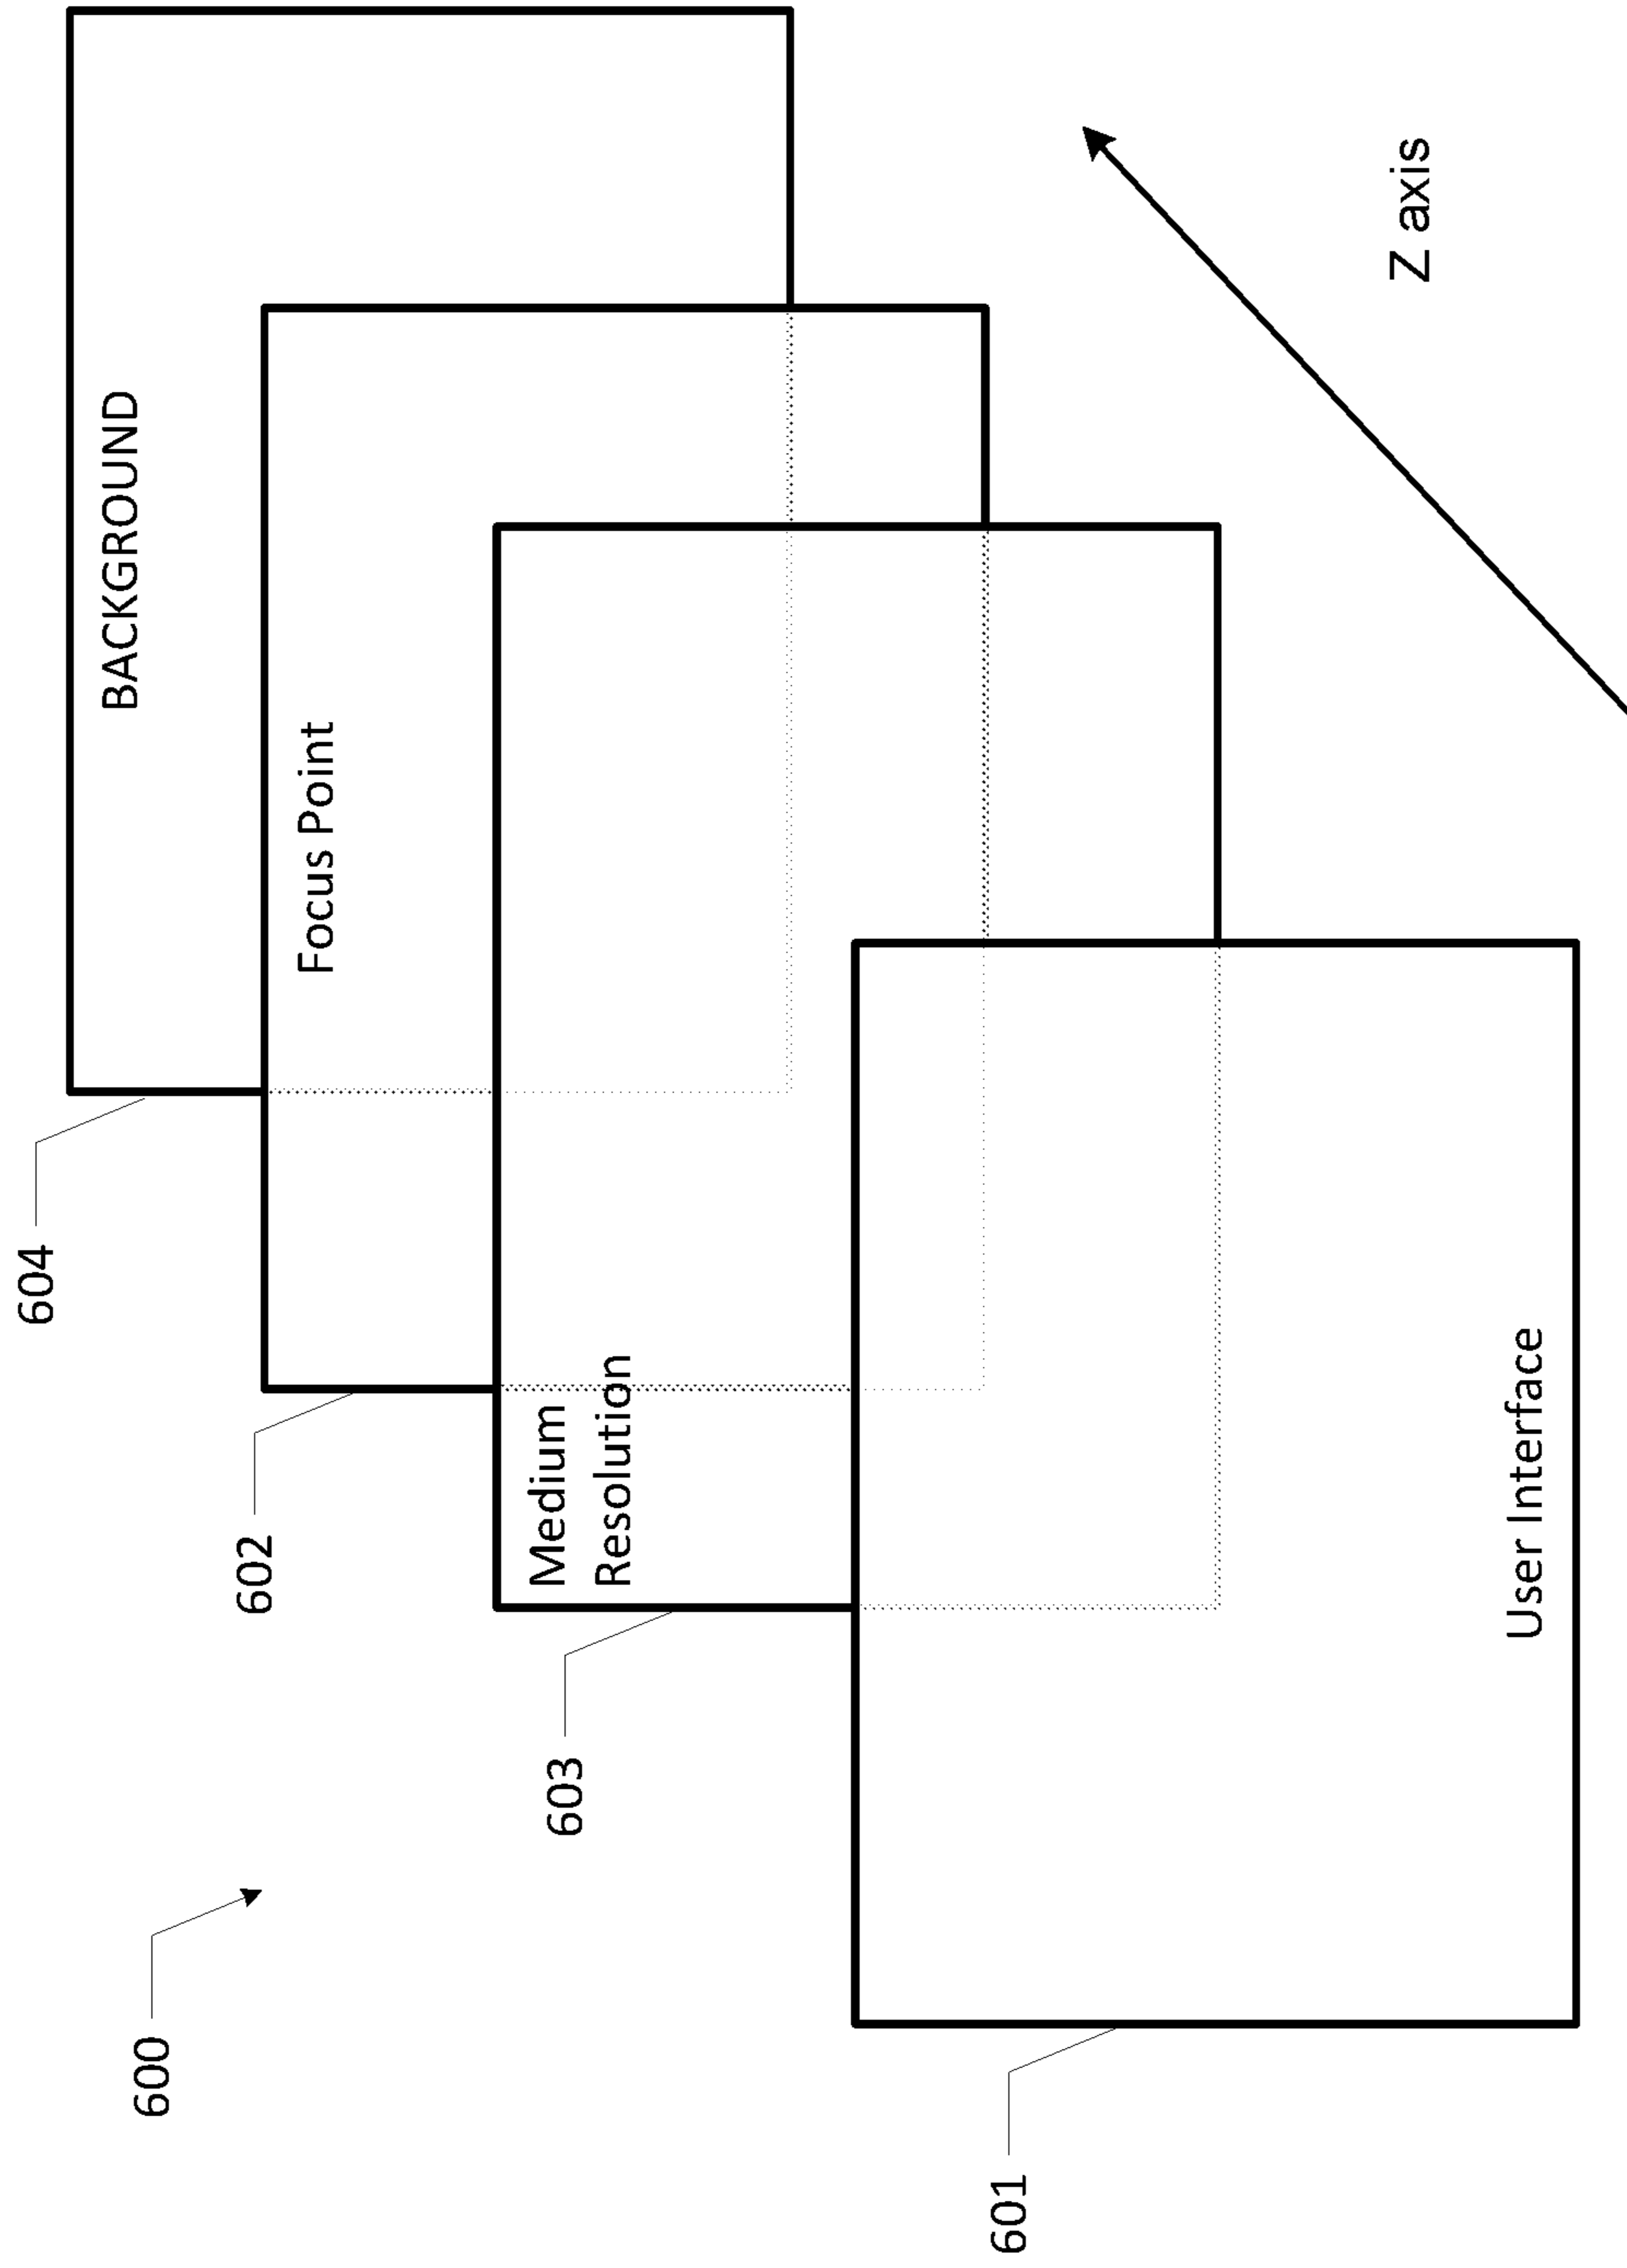 604
BACKGROUND
602
Focus Point
600
603
Medium
Resolution
601
User Interface
Z axis